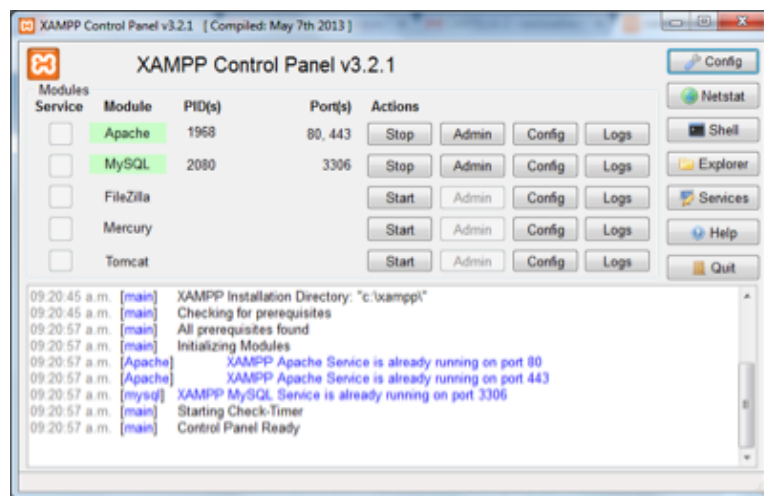 XAMPP Control Panel v3.2.1 [ Compiled: May 7th 2013 ]
XAMPP Control Panel v3.2.1
Config
Modules
Service Module PID(s) Port(s) Actions
Netstat
Apache 1968 80, 443 Stop Admin Config Logs
Shell
MySQL 2080 3306 Stop Admin Config Logs
Explorer
FileZilla Start Admin Config Logs
Services
Mercury Start Admin Config Logs
Help
Tomcat Start Admin Config Logs
Quit
09:20:45 a.m. [main] XAMPP Installation Directory: "c:\xampp\"
09:20:45 a.m. [main] Checking for prerequisites
09:20:57 a.m. [main] All prerequisites found
09:20:57 a.m. [main] Initializing Modules
09:20:57 a.m. [Apache] XAMPP Apache Service is already running on port 80
09:20:57 a.m. [Apache] XAMPP Apache Service is already running on port 443
09:20:57 a.m. [mysql] XAMPP MySQL Service is already running on port 3306
09:20:57 a.m. [main] Starting Check-Timer
09:20:57 a.m. [main] Control Panel Ready